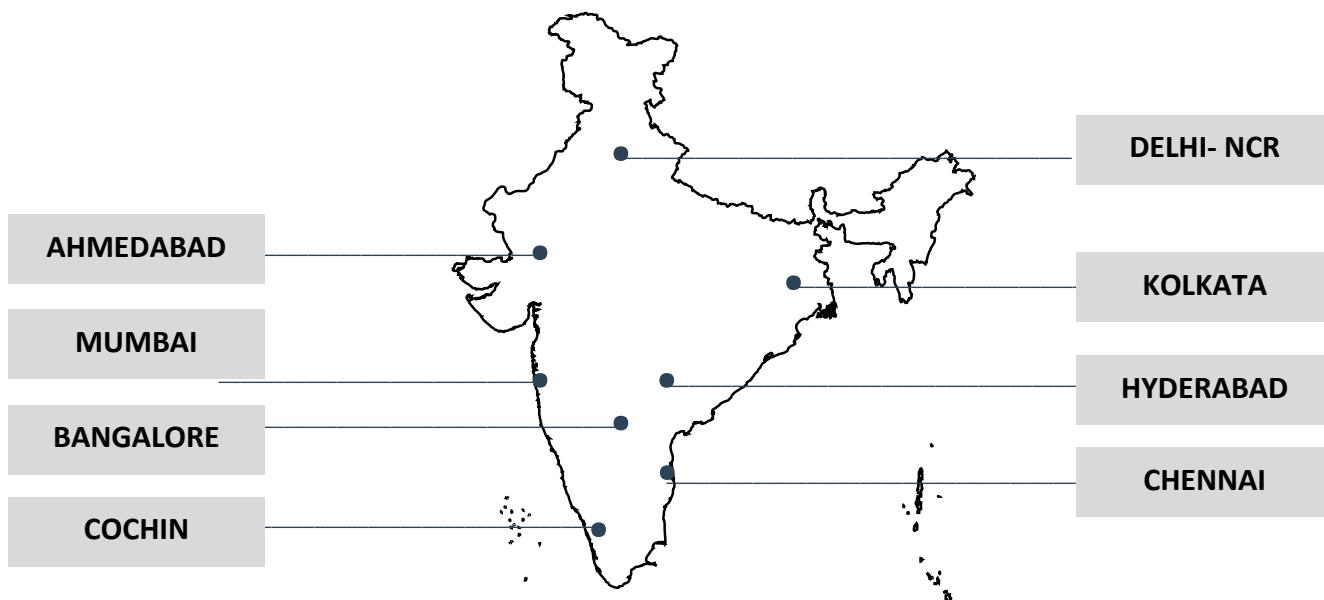 DELHI- NCR
AHMEDABAD
KOLKATA
MUMBAI
HYDERABAD
BANGALORE
CHENNAI
COCHIN